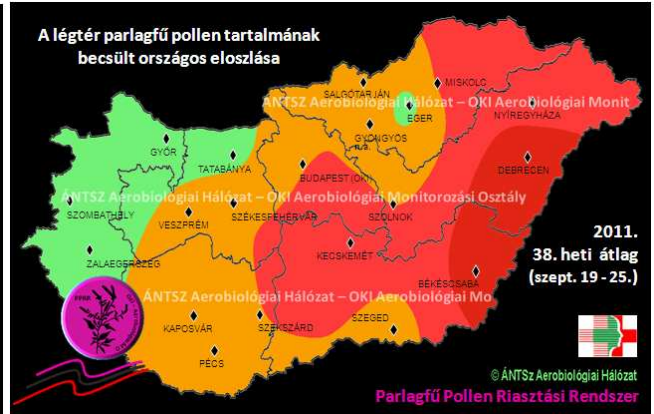 A légtér parlagfű pollen tartalmának
becsült országos eloszlása
SALGÓTARJÁN
MISKOLC
ÁNTSZ Aerobiológiai Hálózat – OKI Aerobiológiai Monit
EGER
NYÍREGYHÁZA
GYÖNGYÖS
n.a.
GYŐR
TATABÁNYA
BUDAPEST (OKI)
DEBRECEN
ÁNTSZ Aerobiológiai Hálózat – OKI Aerobiológiai Monitorozási Osztály
SZOMBATHELY
VESZPRÉM
SZÉKESFEHÉRVÁR
SZOLNOK
2011.
38. heti átlag
(szept. 19 - 25.)
ZALAEGERSZEG
KECSKEMÉT
BÉKÉSCSABA
ÁNTSZ Aerobiológiai Hálózat – OKI Aerobiológiai Mo
KAPOSVÁR
SZEKSZÁRD
SZEGED
PÉCS
© ÁNTSz Aerobiológiai Hálózat
Parlagfű Pollen Riasztási Rendszer